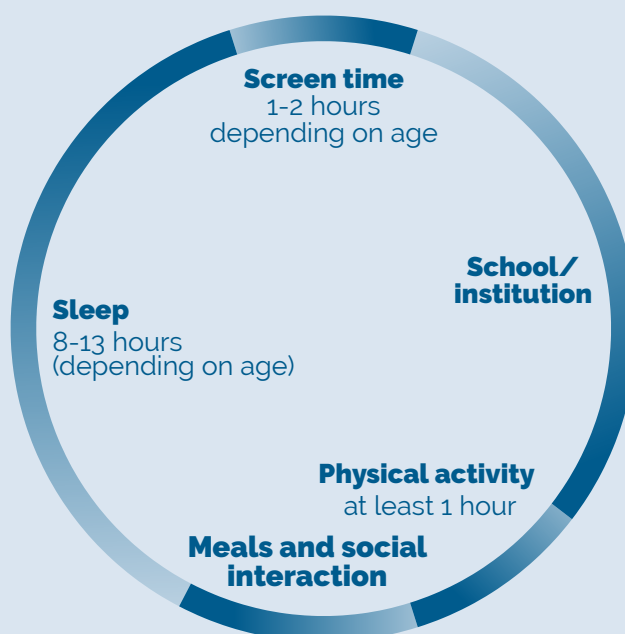 Screen time
1-2 hours
depending on age
School/
institution
Sleep
8-13 hours
(depending on age)
Physical activity
at least 1 hour
Meals and social
interaction